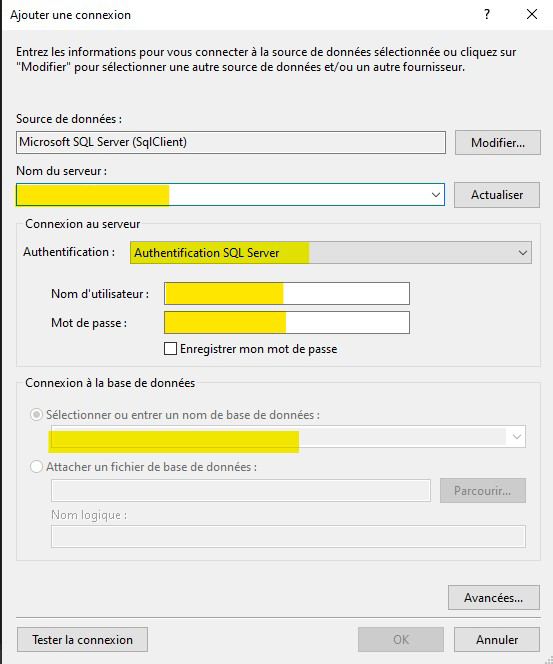 Ajouter une connexion
?
Entrez les informations pour vous connecter à la source de données sélectionnée ou cliquez sur
"Modifier" pour sélectionner une autre source de données et/ou un autre fournisseur.
Source de données :
Microsoft SQL Server (SqlClient)
Modifier...
Nom du serveur :
Actualiser
Connexion au serveur
Authentification :
Authentification SQL Server
Nom d'utilisateur :
Mot de passe :
Enregistrer mon mot de passe
Connexion à la base de données
Sélectionner ou entrer un nom de base de données :
Attacher un fichier de base de données :
Parcourir...
Nom logique :
Avancées...
Tester la connexion
OK
Annuler